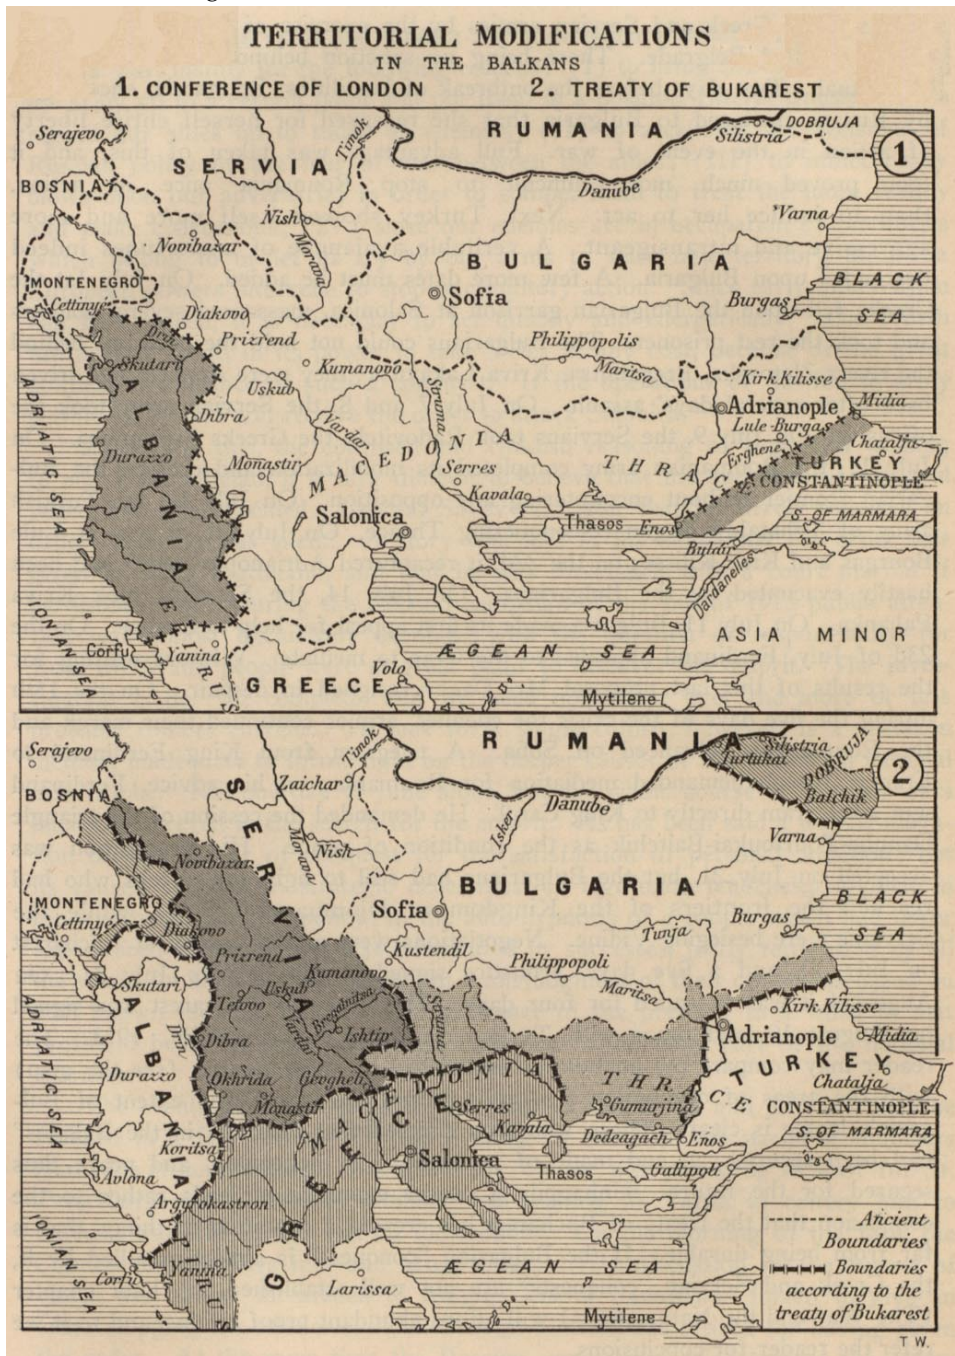 TERRITORIAL MODIFICATIONS
IN THE BALKANS
1. CONFERENCE OF LONDON 2. TREATY OF BUKAREST
1
RUMANIA
DOBRUJA
Silistria
Serajevo
SERVIA
Timok
BOSNIA
Danube
Nish
Varna
Novibazar
Morava
BULGARIA
MONTENEGRO
BLACK
SEA
Cettinyé
Sofia
Burgas
Diakovo
Drin
Prizrend
Philippopolis
Skutari
Kumanovo
Maritsa
Kirk Kilisse
Uskub
Struma
ADRIATIC SEA
ALBANIA
Dibra
Adrianople
Midia
Vardar
Lule-Burgas
Chatalja
Durazzo
Monastir
MACEDONIA
Erghene
TURKEY
Serres
THRACE
CONSTANTINOPLE
Kavala
Salonica
Thasos
Enos
S. OF MARMARA
Bulair
Dardanelles
IONIAN SEA
Corfu
EPIRUS
Yanina
ASIA MINOR
ÆGEAN SEA
GREECE
Volo
Mytilene
2
RUMANIA
Silistria
Turtukai
DOBRUJA
Serajevo
Timok
Zaichar
Balchik
BOSNIA
SERVIA
Danube
Isker
Varna
Morava
Nish
Novibazar
BULGARIA
MONTENEGRO
BLACK
SEA
Cettinyé
Sofia
Burgas
Diakovo
Tunja
Kustendil
Prizrend
Philippopoli
Kumanovo
Skutari
Uskub
Maritsa
Tetovo
Bregalnitsa
Kirk Kilisse
ADRIATIC SEA
ALBANIA
Drin
Vardar
Struma
Ishtip
Adrianople
Midia
Dibra
Okhrida
Gevgheli
TURKEY
Durazzo
MACEDONIA
THRACE
Chatalja
Monastir
Serres
Gumurjina
CONSTANTINOPLE
Kavala
Dedeagach
Enos
S. OF MARMARA
Koritsa
Salonica
Thasos
Gallipoli
Avlona
GREECE
Argyrokastron
IONIAN SEA
EPIRUS
Yanina
Corfu
Larissa
ÆGEAN SEA
Mytilene
Ancient
Boundaries
Boundaries
according to the
treaty of Bukarest
T W.